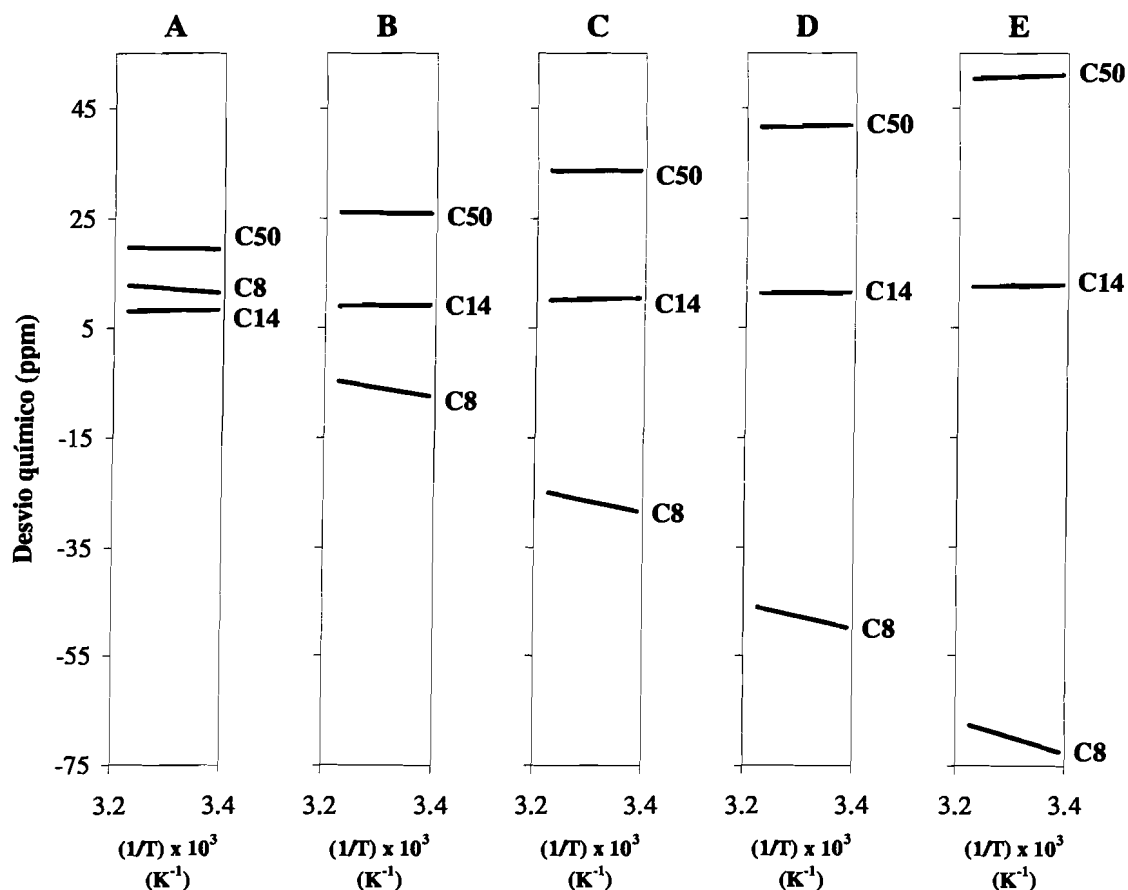 A B C D E
Desvio químico (ppm)
45
25
5
-15
-35
-55
-75
C50
C8
C14
C50
C14
C8
C50
C14
C8
C50
C14
C8
C50
C14
C8
3.2 3.4 3.2 3.4 3.2 3.4 3.2 3.4 3.2 3.4
(1/T) x 10³ (1/T) x 10³ (1/T) x 10³ (1/T) x 10³ (1/T) x 10³
(K⁻¹) (K⁻¹) (K⁻¹) (K⁻¹) (K⁻¹)